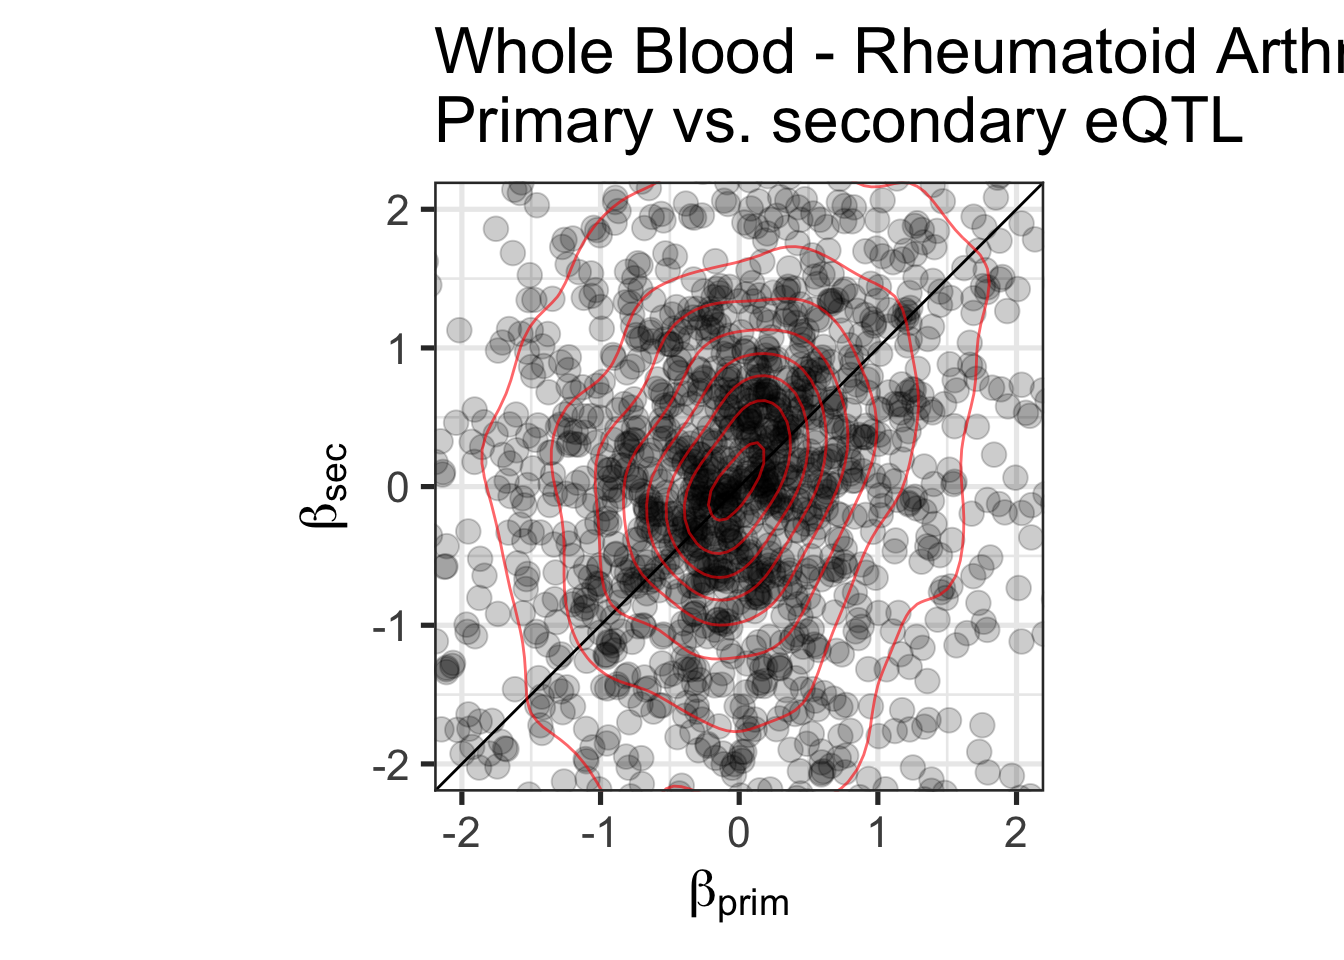 Whole Blood - Rheumatoid Arthr
Primary vs. secondary eQTL
2
1
0
-1
-2
βsec
-2 -1 0 1 2
βprim